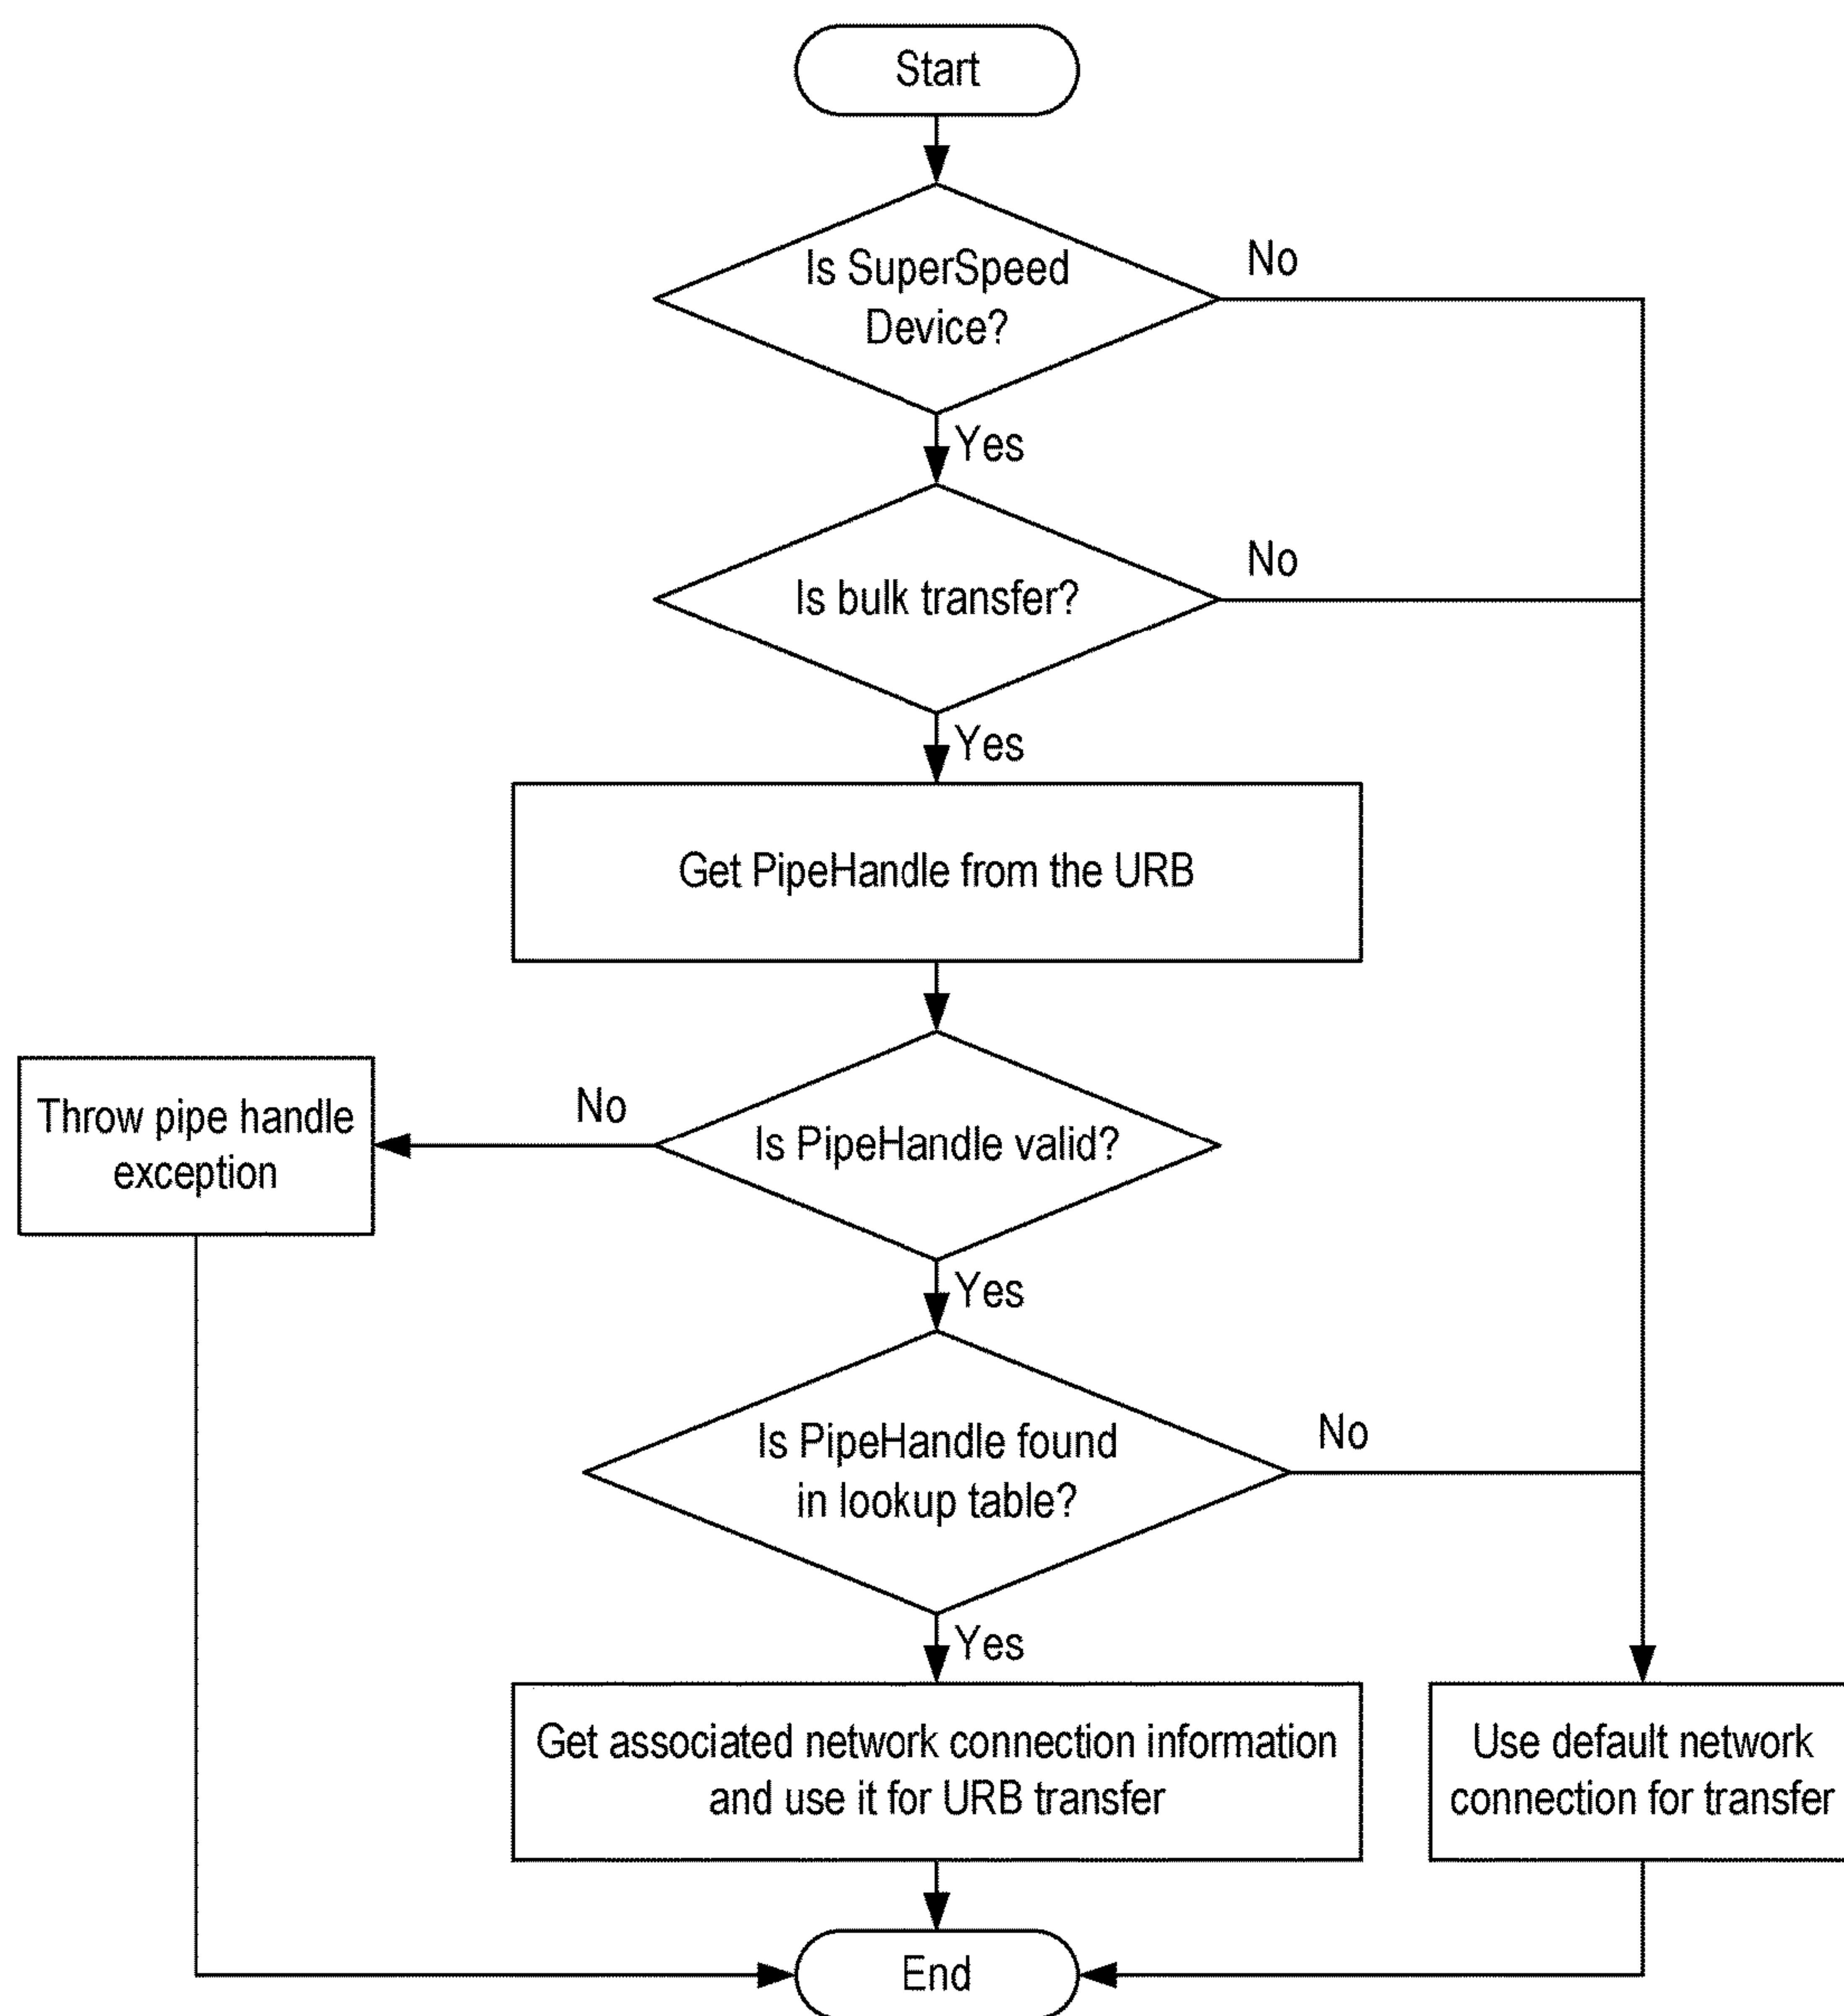 Start
Is SuperSpeed
Device?
No
Yes
Is bulk transfer?
No
Yes
Get PipeHandle from the URB
Throw pipe handle
exception
No
Is PipeHandle valid?
Yes
Is PipeHandle found
in lookup table?
No
Yes
Get associated network connection information
and use it for URB transfer
Use default network
connection for transfer
End